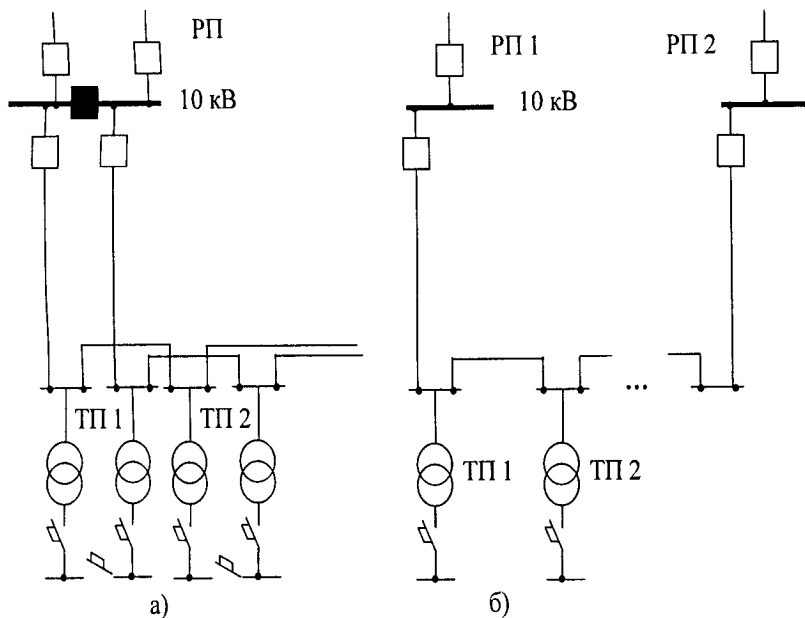 РП
10 кВ
РП 1
10 кВ
РП 2
ТП 1
ТП 2
ТП 1
ТП 2
...
а)
б)